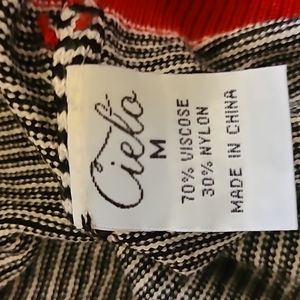 Cielo
M
70% VISCOSE
30% NYLON
MADE IN CHINA